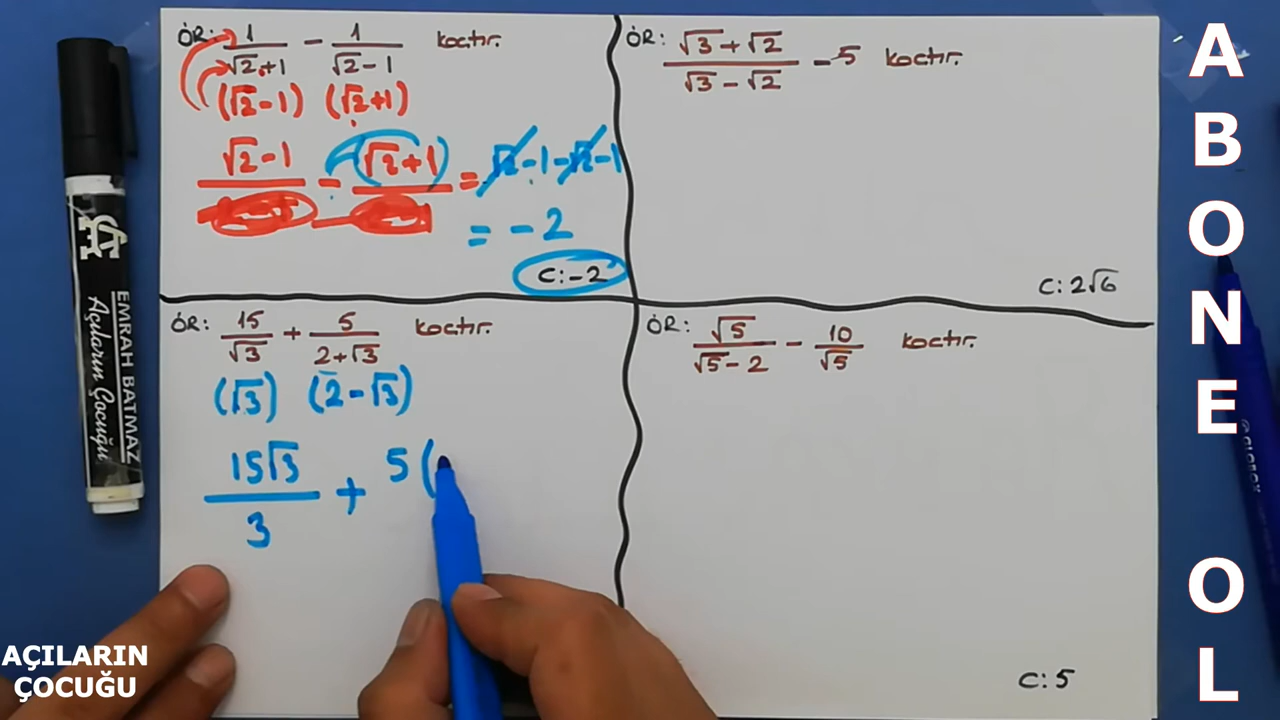 ÖR: 1/(√2+1) - 1/(√2-1) kaçtır.
(√2-1) (√2+1)
(√2-1) - (√2+1) = √2-1-√2-1
= -2
C:-2
ÖR: (√3+√2)/(√3-√2) - 5 kaçtır.
C: 2√6
ÖR: 15/√3 + 5/(2+√3) kaçtır.
(√3) (2-√3)
15√3/3 + 5(
ÖR: √5/(√5-2) - 10/√5 kaçtır.
C: 5
EMRAH BATMAZ
Açıların Çocuğu
AÇILARIN
ÇOCUĞU
ABONE
OL